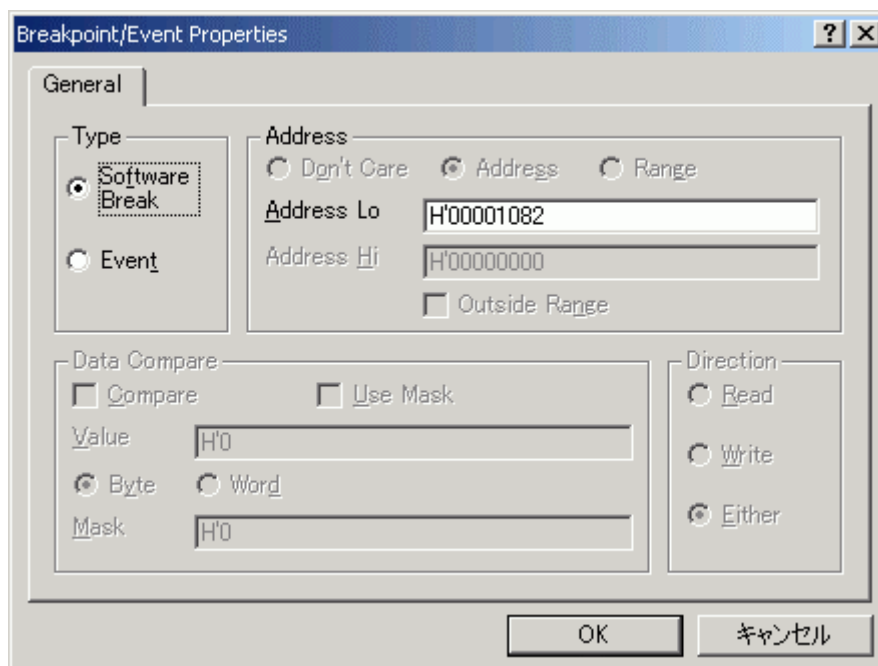 Breakpoint/Event Properties
General
Type
Software
Break
Event
Address
Don't Care Address Range
Address Lo H'00001082
Address Hi H'00000000
Outside Range
Data Compare
Compare Use Mask
Value H'0
Byte Word
Mask H'0
Direction
Read
Write
Either
OK キャンセル